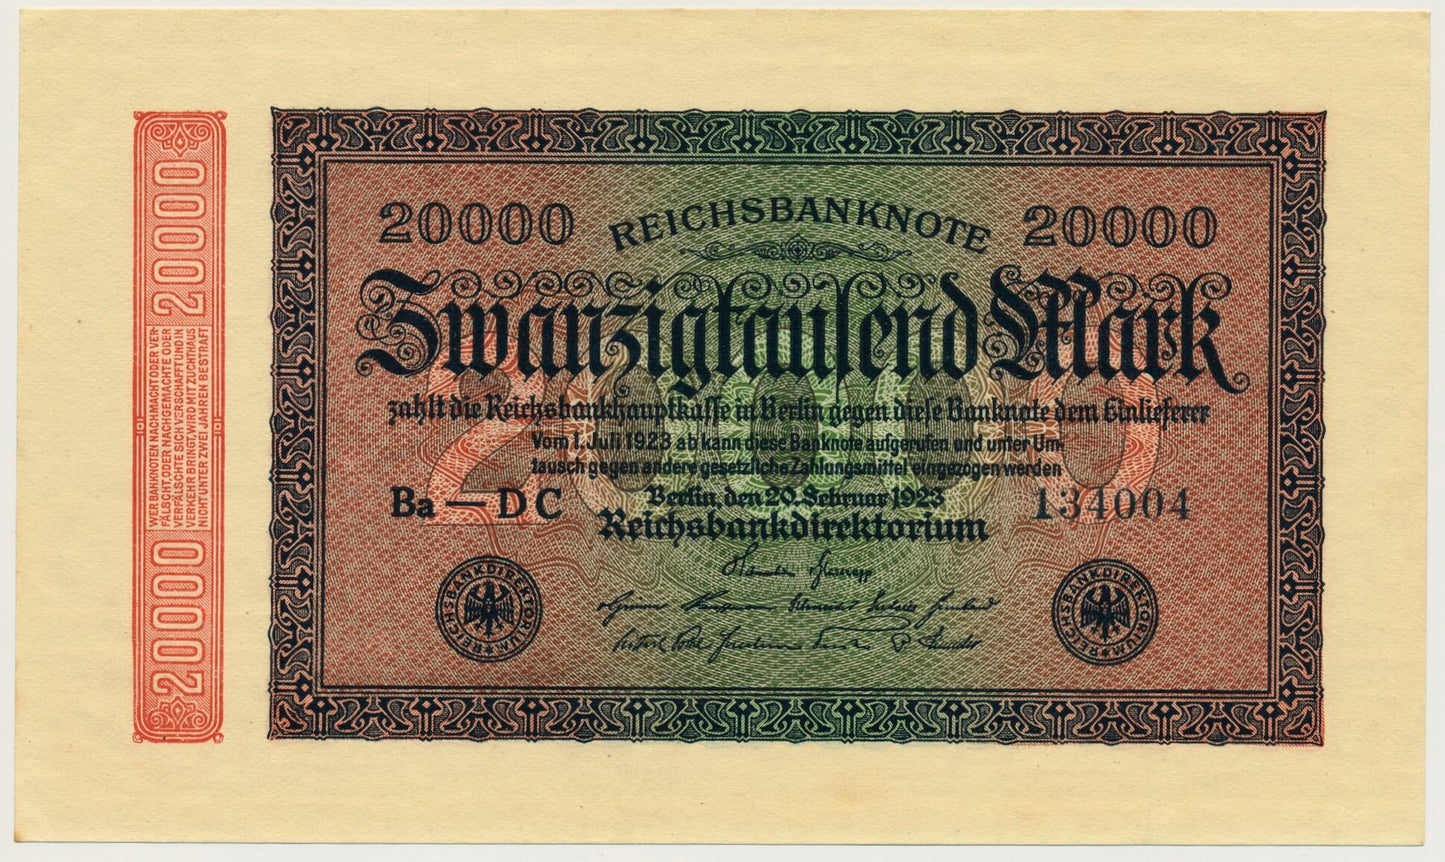 20000
WER BANKNOTEN NACHMACHT ODER VER-
FÄLSCHT, ODER NACHGEMACHTE ODER
VERFÄLSCHTE SICH VERSCHAFFT UND IN
VERKEHR BRINGT, WIRD MIT ZUCHTHAUS
NICHT UNTER ZWEI JAHREN BESTRAFT
20000
20000
REICHSBANKNOTE
20000
Zwanzigtausend Mark
20000
zahlt die Reichsbankhauptkasse in Berlin gegen diese Banknote dem Einlieferer
Vom 1. Juli 1923 ab kann diese Banknote aufgerufen und unter Um-
tausch gegen andere gesetzliche Zahlungsmittel eingezogen werden
Berlin, den 20. Februar 1923
Ba — DC
134004
Reichsbankdirektorium
REICHSBANKDIREKTORIUM
REICHSBANKDIREKTORIUM